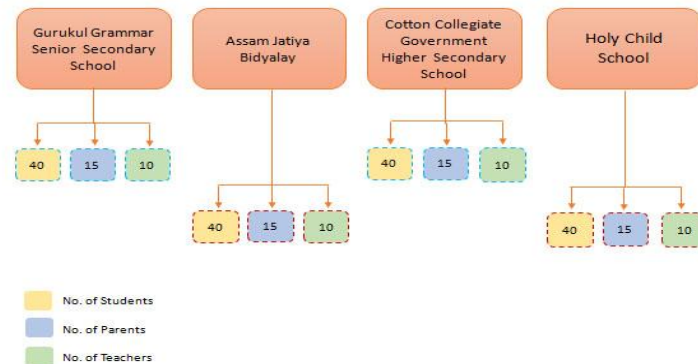 Gurukul Grammar
Senior Secondary
School
Assam Jatiya
Bidyalay
Cotton Collegiate
Government
Higher Secondary
School
Holy Child
School
40
15
10
40
15
10
40
15
10
40
15
10
No. of Students
No. of Parents
No. of Teachers